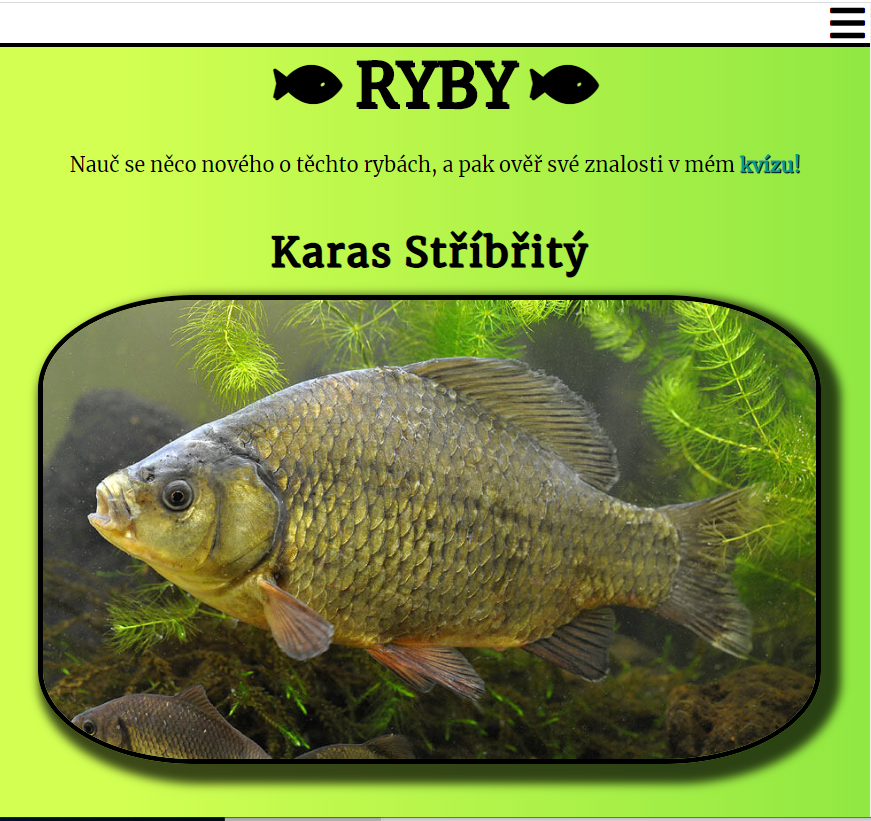 RYBY
Nauč se něco nového o těchto rybách, a pak ověř své znalosti v mém kvízu!
Karas Stříbřitý